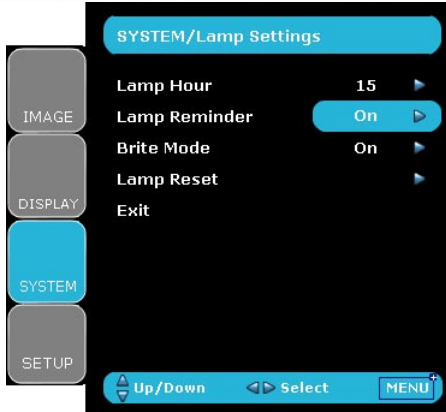 SYSTEM/Lamp Settings
Lamp Hour 15
IMAGE
Lamp Reminder On
Brite Mode On
Lamp Reset
DISPLAY
Exit
SYSTEM
SETUP
Up/Down Select MENU